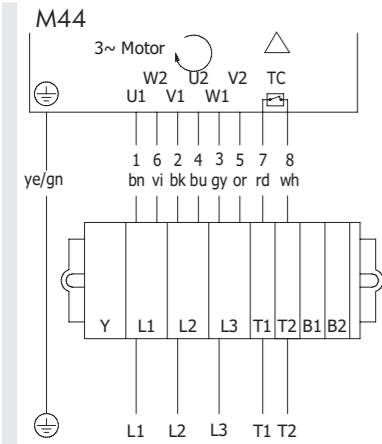 M44
3~ Motor
W2 U2 V2 TC
U1 V1 W1
1 6 2 4 3 5 7 8
ye/gn bn vi bk bu gy or rd wh
Y L1 L2 L3 T1 T2 B1 B2
L1 L2 L3 T1 T2